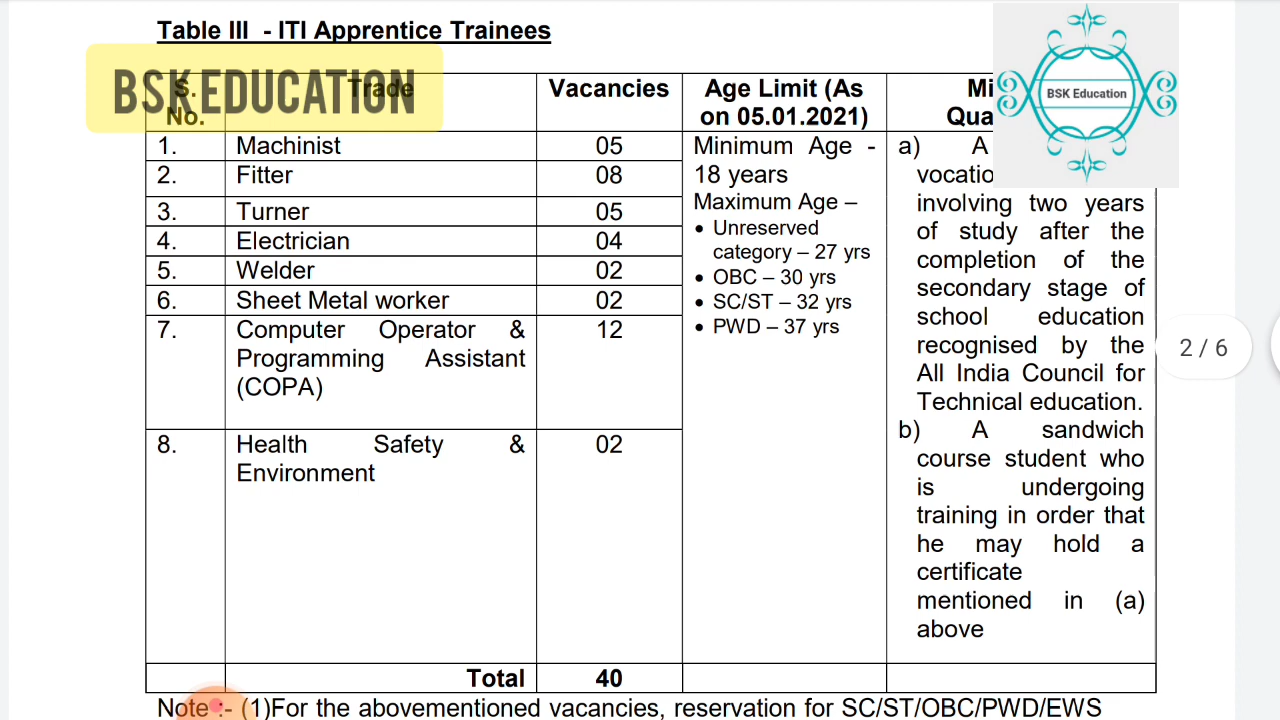 Table III - ITI Apprentice Trainees
BSK EDUCATION
S. No. Trade Vacancies Age Limit (As on 05.01.2021)
BSK Education
1. Machinist 05
2. Fitter 08
3. Turner 05
4. Electrician 04
5. Welder 02
6. Sheet Metal worker 02
7. Computer Operator &
Programming Assistant
(COPA)
12
8. Health Safety &
Environment
02
Minimum Age -
18 years
Maximum Age –
• Unreserved
category – 27 yrs
• OBC – 30 yrs
• SC/ST – 32 yrs
• PWD – 37 yrs
a) A
involving two years
of study after the
completion of the
secondary stage of
school education
recognised by the
All India Council for
Technical education.
b) A sandwich
course student who
is undergoing
training in order that
he may hold a
certificate
mentioned in (a)
above
Total 40
2 / 6
Note :- (1)For the abovementioned vacancies, reservation for SC/ST/OBC/PWD/EWS